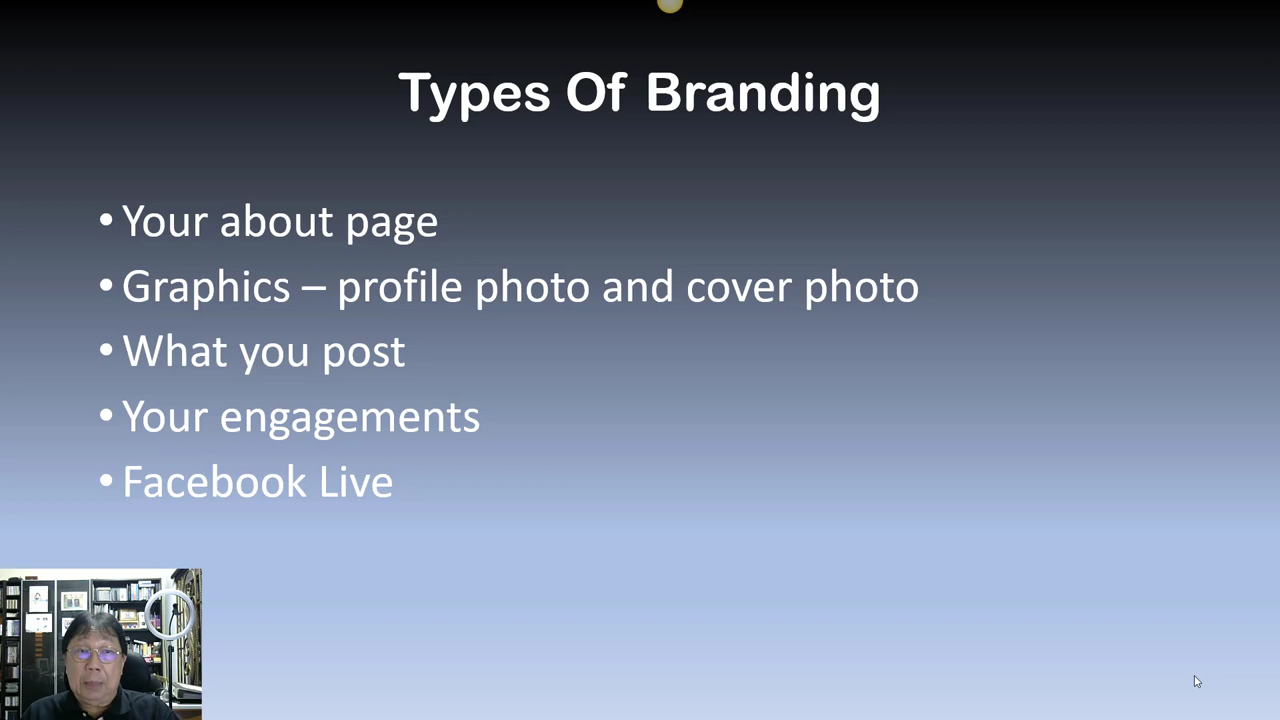 Types Of Branding
• Your about page
• Graphics – profile photo and cover photo
• What you post
• Your engagements
• Facebook Live